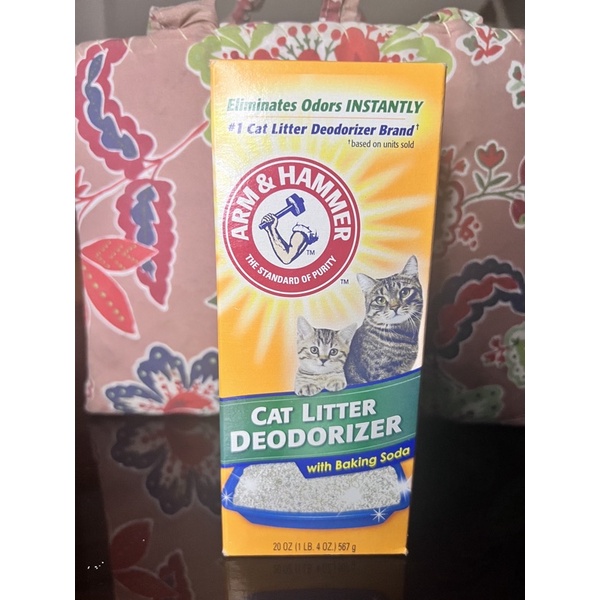 Eliminates Odors INSTANTLY
#1 Cat Litter Deodorizer Brand†
†based on units sold
ARM & HAMMER
THE STANDARD OF PURITY
TM
TM
CAT LITTER
DEODORIZER
with Baking Soda
20 OZ (1 LB. 4 OZ.) 567 g